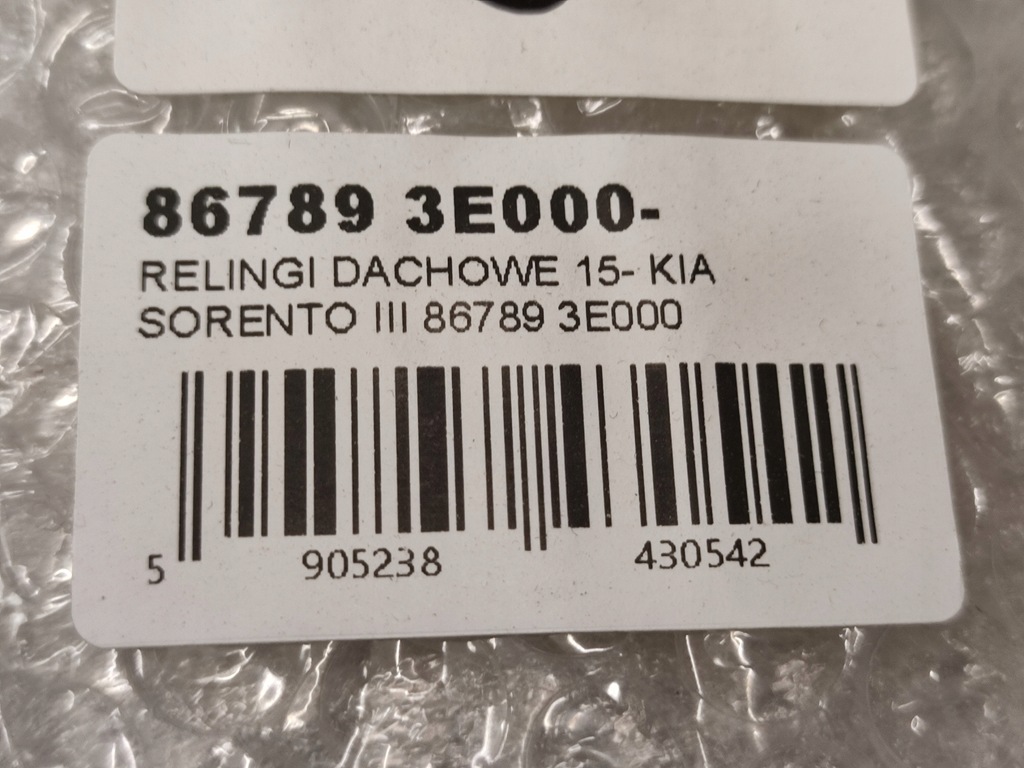 86789 3E000-
RELINGI DACHOWE 15- KIA
SORENTO III 86789 3E000
5 905238 430542